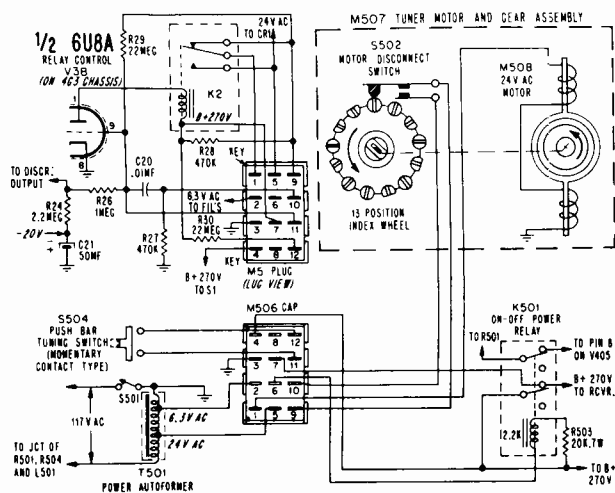 M507 TUNER MOTOR AND GEAR ASSEMBLY
1/2 6U8A
RELAY CONTROL
V3B
(ON 4G3 CHASSIS)
R29
22MEG
24V AC
TO CR14
K2
B+270V
S502
MOTOR DISCONNECT
SWITCH
M508
24V AC
MOTOR
1
9
8
R28
470K
KEY
TO DISCR.
OUTPUT
C20
.01MF
R26
1MEG
R24
2.2MEG
-20V
C21
50MF
R27
470K
6.3 V AC
TO FIL'S
R30
22MEG
B+270V
TO S1
KEY
1 5 9
2 6 10
3 7 11
4 8 12
M5 PLUG
(LUG VIEW)
13 POSITION
INDEX WHEEL
M506 CAP
4 8 12
3 7 11
2 6 10
1 5 9
S504
PUSH BAR
TUNING SWITCH
(MOMENTARY
CONTACT TYPE)
S501
117V AC
6.3V AC
24V AC
TO JCT OF
R501, R504
AND L501
T501
POWER AUTOFORMER
K501
ON-OFF POWER
RELAY
TO R501
TO PIN 8
ON V405
B+ 270V
TO RCVR.
12.2K
R503
20K,7W
TO B+
270V